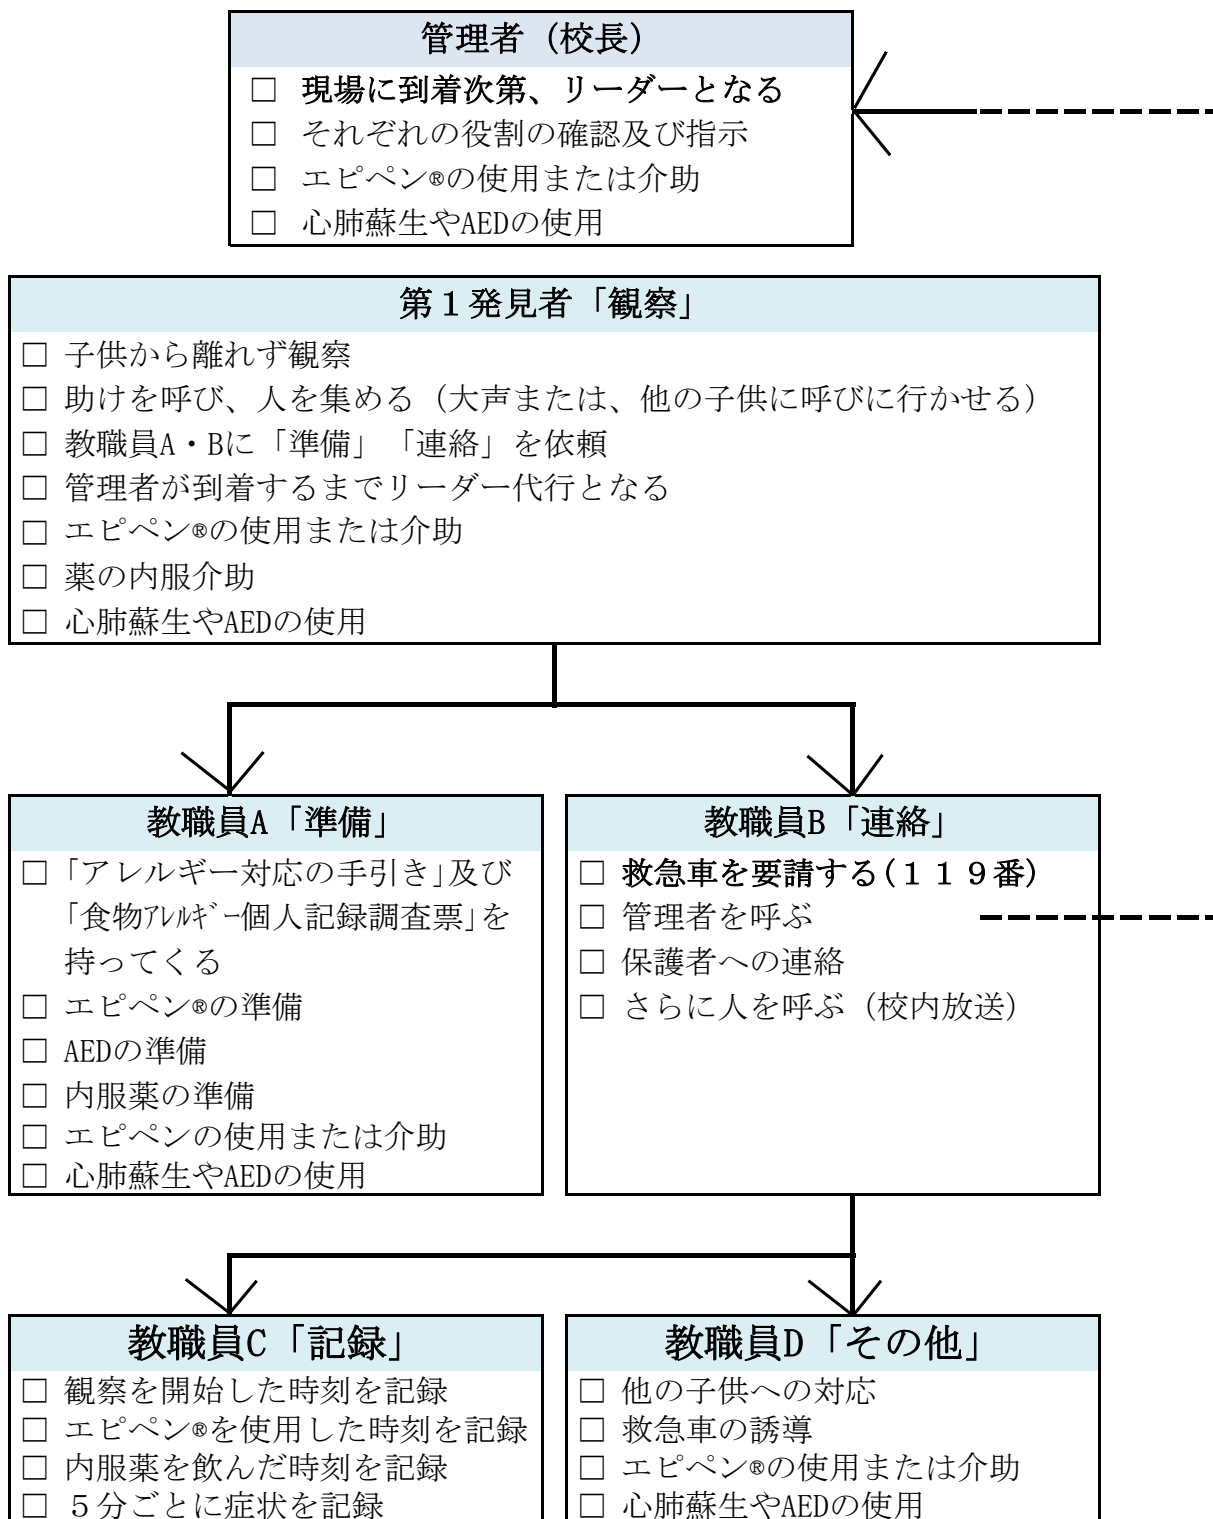 管理者（校長）
□ 現場に到着次第、リーダーとなる
□ それぞれの役割の確認及び指示
□ エピペン®の使用または介助
□ 心肺蘇生やAEDの使用
第１発見者「観察」
□ 子供から離れず観察
□ 助けを呼び、人を集める（大声または、他の子供に呼びに行かせる）
□ 教職員A・Bに「準備」「連絡」を依頼
□ 管理者が到着するまでリーダー代行となる
□ エピペン®の使用または介助
□ 薬の内服介助
□ 心肺蘇生やAEDの使用
教職員A「準備」
□「アレルギー対応の手引き」及び
「食物ｱﾚﾙｷﾞｰ個人記録調査票」を
持ってくる
□ エピペン®の準備
□ AEDの準備
□ 内服薬の準備
□ エピペンの使用または介助
□ 心肺蘇生やAEDの使用
教職員B「連絡」
□ 救急車を要請する(１１９番)
□ 管理者を呼ぶ
□ 保護者への連絡
□ さらに人を呼ぶ（校内放送）
教職員C「記録」
□ 観察を開始した時刻を記録
□ エピペン®を使用した時刻を記録
□ 内服薬を飲んだ時刻を記録
□ ５分ごとに症状を記録
教職員D「その他」
□ 他の子供への対応
□ 救急車の誘導
□ エピペン®の使用または介助
□ 心肺蘇生やAEDの使用